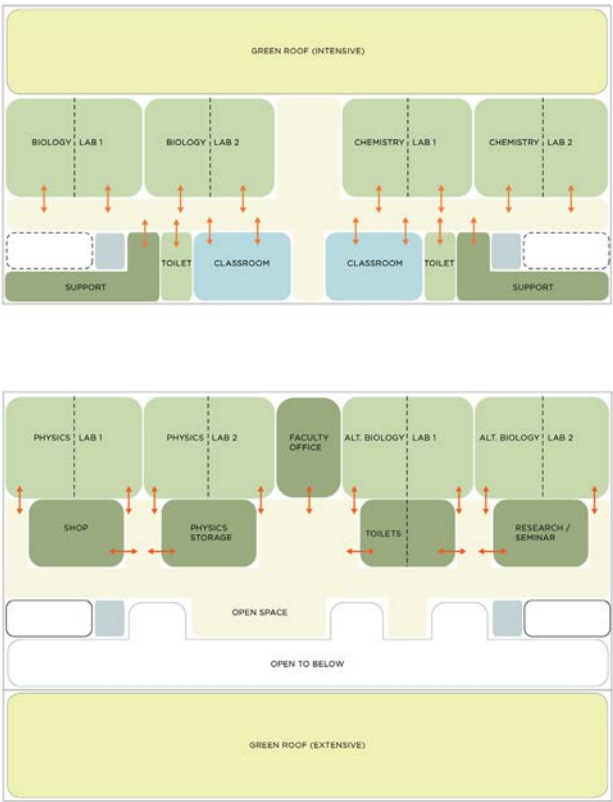 GREEN ROOF (INTENSIVE)
BIOLOGY LAB 1
BIOLOGY LAB 2
CHEMISTRY LAB 1
CHEMISTRY LAB 2
TOILET
CLASSROOM
CLASSROOM
TOILET
SUPPORT
SUPPORT
PHYSICS LAB 1
PHYSICS LAB 2
FACULTY
OFFICE
ALT. BIOLOGY LAB 1
ALT. BIOLOGY LAB 2
SHOP
PHYSICS
STORAGE
TOILETS
RESEARCH /
SEMINAR
OPEN SPACE
OPEN TO BELOW
GREEN ROOF (EXTENSIVE)